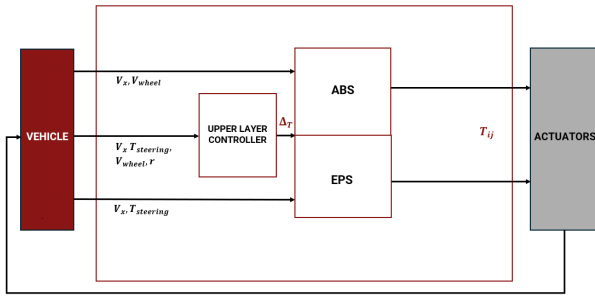 V_x, V_wheel
ABS
VEHICLE
UPPER LAYER
CONTROLLER
Δ_T
T_ij
ACTUATORS
V_x T_steering,
V_wheel, r
EPS
V_x, T_steering